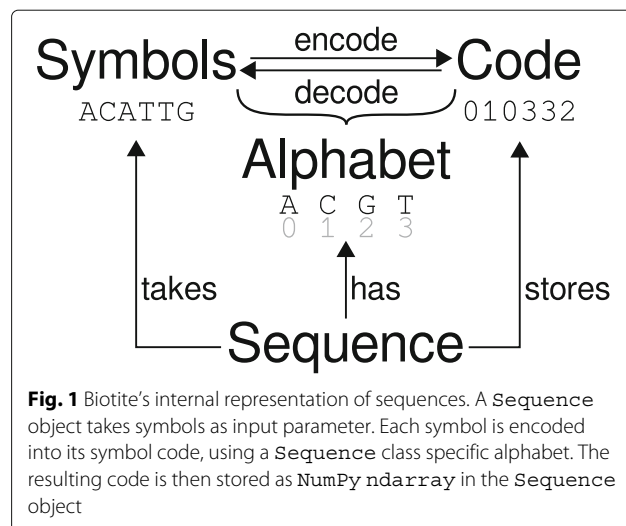 encode
Symbols Code
decode
ACATTG 010332
Alphabet
A C G T
0 1 2 3
takes has stores
Sequence
Fig. 1 Biotite's internal representation of sequences. A Sequence
object takes symbols as input parameter. Each symbol is encoded
into its symbol code, using a Sequence class specific alphabet. The
resulting code is then stored as NumPy ndarray in the Sequence
object